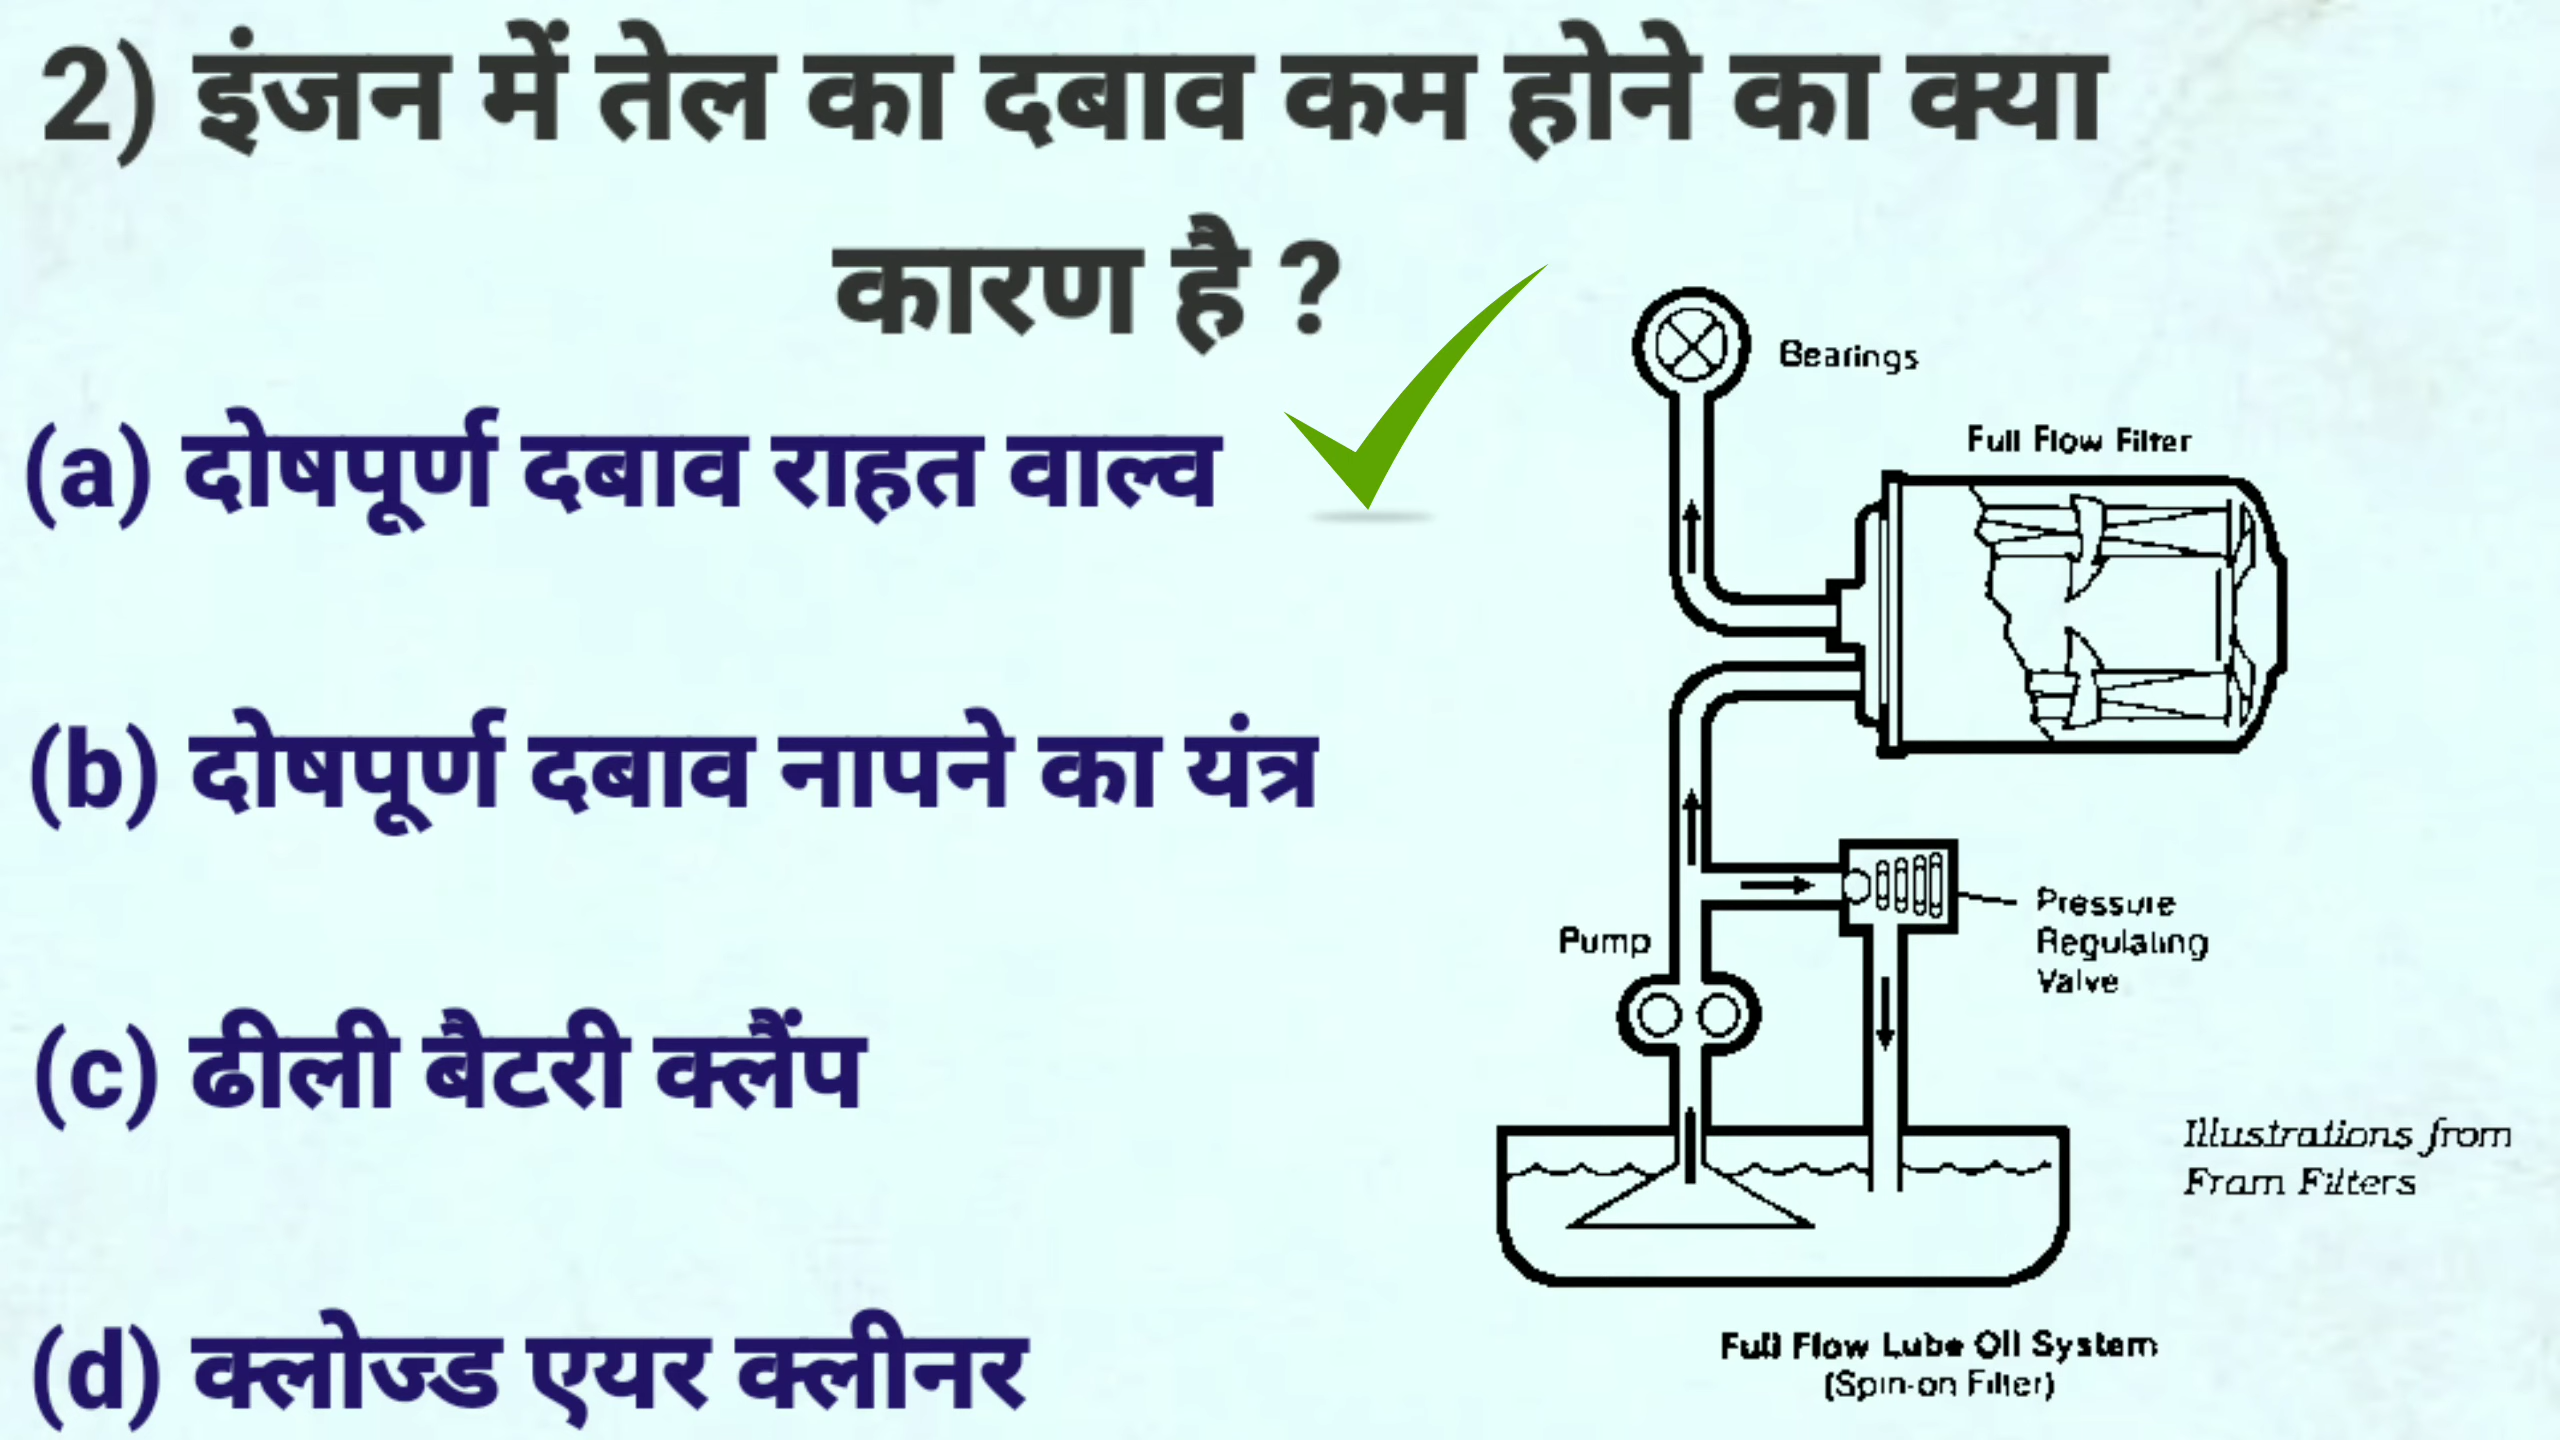 2) इंजन में तेल का दबाव कम होने का क्या
कारण है ?
(a) दोषपूर्ण दबाव राहत वाल्व
(b) दोषपूर्ण दबाव नापने का यंत्र
(c) ढीली बैटरी क्लैंप
(d) क्लोज्ड एयर क्लीनर
Bearings
Full Flow Filter
Pump
Pressure
Regulating
Valve
Illustrations from
Fram Filters
Full Flow Lube Oil System
(Spin-on Filter)